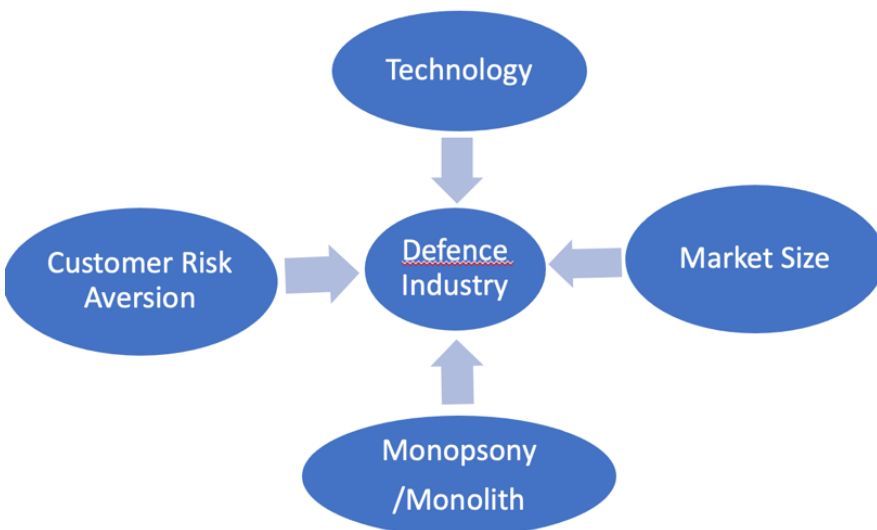 Technology
Customer Risk
Aversion
Defence
Industry
Market Size
Monopsony
/Monolith